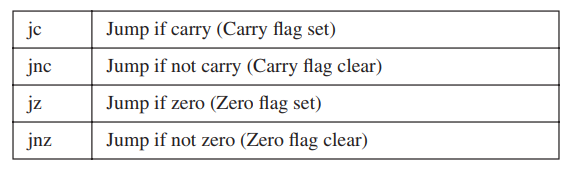 jc Jump if carry (Carry flag set)
jnc Jump if not carry (Carry flag clear)
jz Jump if zero (Zero flag set)
jnz Jump if not zero (Zero flag clear)